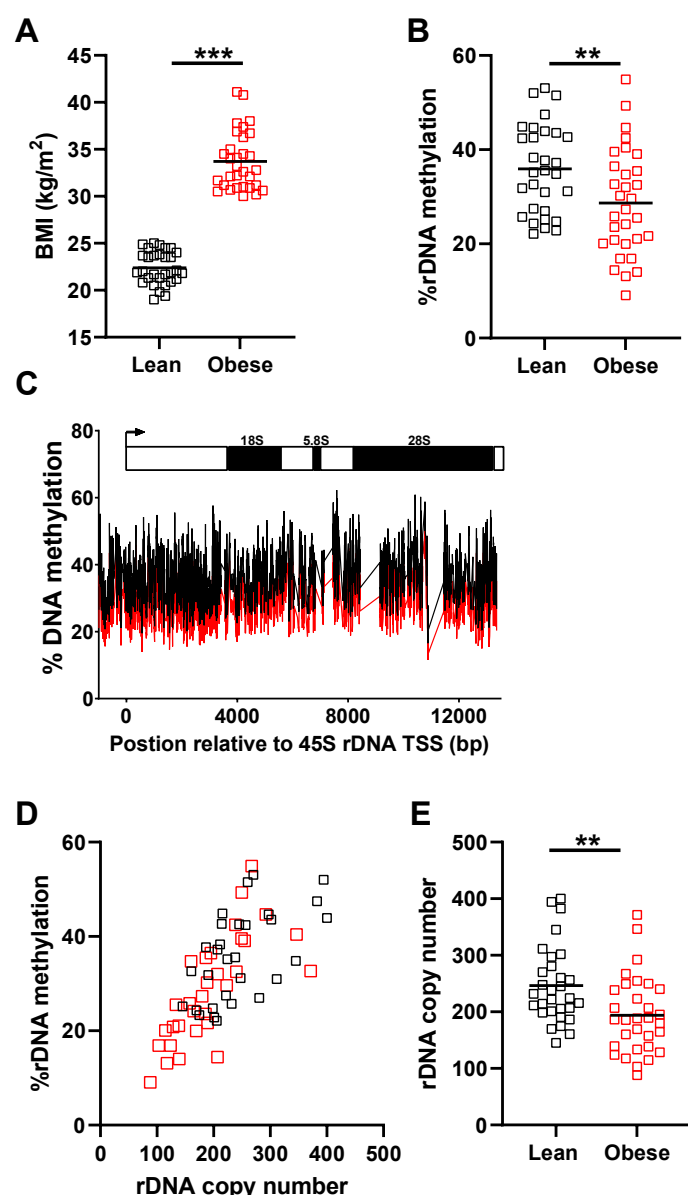 A
***
45
40
35
30
25
20
15
BMI (kg/m²)
Lean Obese
B
**
60
40
20
0
%rDNA methylation
Lean Obese
C
80
60
40
20
0
% DNA methylation
18S 5.8S 28S
0 4000 8000 12000
Postion relative to 45S rDNA TSS (bp)
D
60
40
20
0
%rDNA methylation
0 100 200 300 400 500
rDNA copy number
E
**
500
400
300
200
100
0
rDNA copy number
Lean Obese